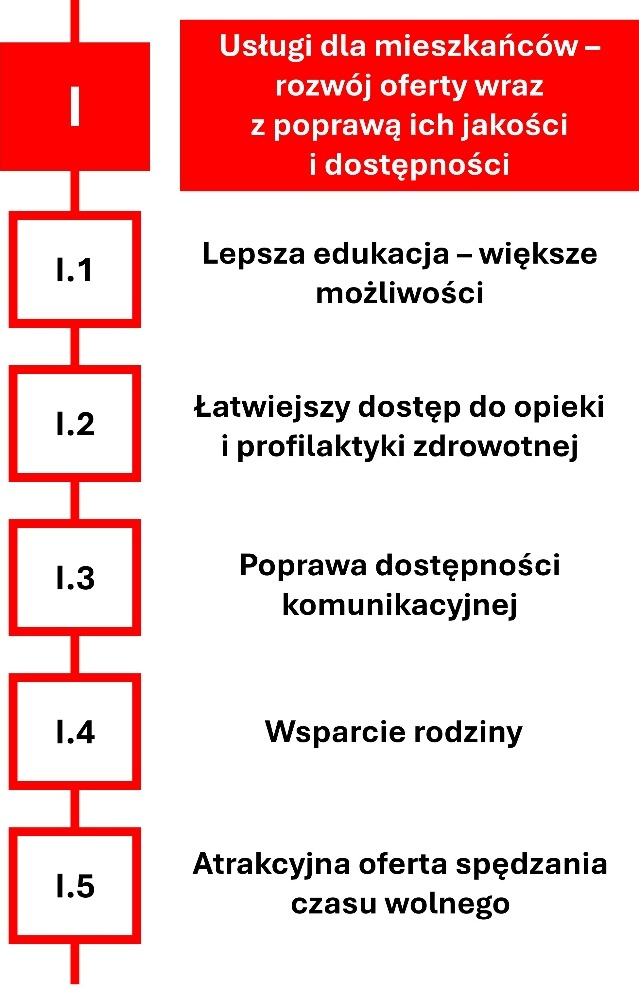 I
Usługi dla mieszkańców –
rozwój oferty wraz
z poprawą ich jakości
i dostępności
I.1
Lepsza edukacja – większe
możliwości
I.2
Łatwiejszy dostęp do opieki
i profilaktyki zdrowotnej
I.3
Poprawa dostępności
komunikacyjnej
I.4
Wsparcie rodziny
I.5
Atrakcyjna oferta spędzania
czasu wolnego